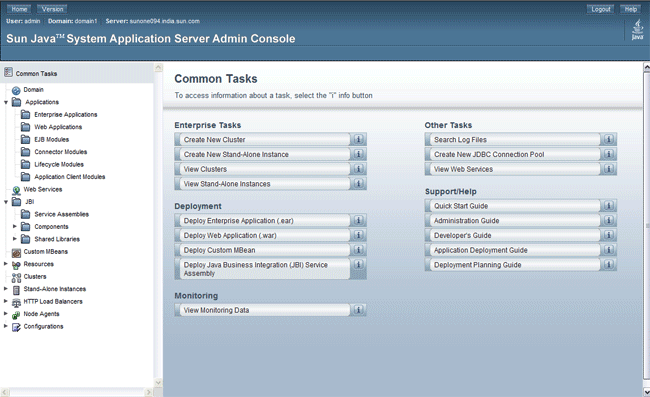 Home Version Logout Help
User: admin Domain: domain1 Server: sunone094.india.sun.com
Sun Java™ System Application Server Admin Console
Java
Common Tasks
Domain
Applications
Enterprise Applications
Web Applications
EJB Modules
Connector Modules
Lifecycle Modules
Application Client Modules
Web Services
JBI
Service Assemblies
Components
Shared Libraries
Custom MBeans
Resources
Clusters
Stand-Alone Instances
HTTP Load Balancers
Node Agents
Configurations
Common Tasks
To access information about a task, select the "i" info button
Enterprise Tasks
Create New Cluster i
Create New Stand-Alone Instance i
View Clusters i
View Stand-Alone Instances i
Deployment
Deploy Enterprise Application (.ear) i
Deploy Web Application (.war) i
Deploy Custom MBean i
Deploy Java Business Integration (JBI) Service
Assembly i
Monitoring
View Monitoring Data i
Other Tasks
Search Log Files i
Create New JDBC Connection Pool i
View Web Services i
Support/Help
Quick Start Guide i
Administration Guide i
Developer's Guide i
Application Deployment Guide i
Deployment Planning Guide i